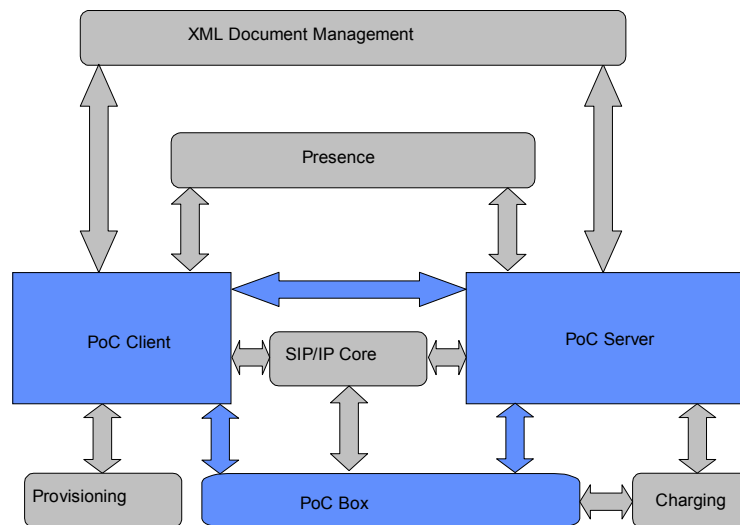 XML Document Management
Presence
PoC Client
PoC Server
SIP/IP Core
Provisioning
PoC Box
Charging